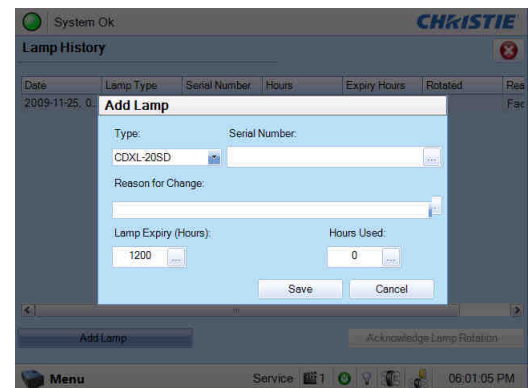 System Ok
CHRISTIE
Lamp History
Date Lamp Type Serial Number Hours Expiry Hours Rotated Rea
2009-11-25, 0.. Fac
Add Lamp
Type: Serial Number:
CDXL-20SD ...
Reason for Change:
Lamp Expiry (Hours): Hours Used:
1200 ... 0 ...
Save Cancel
Add Lamp Acknowledge Lamp Rotation
Menu Service 1 06:01:05 PM